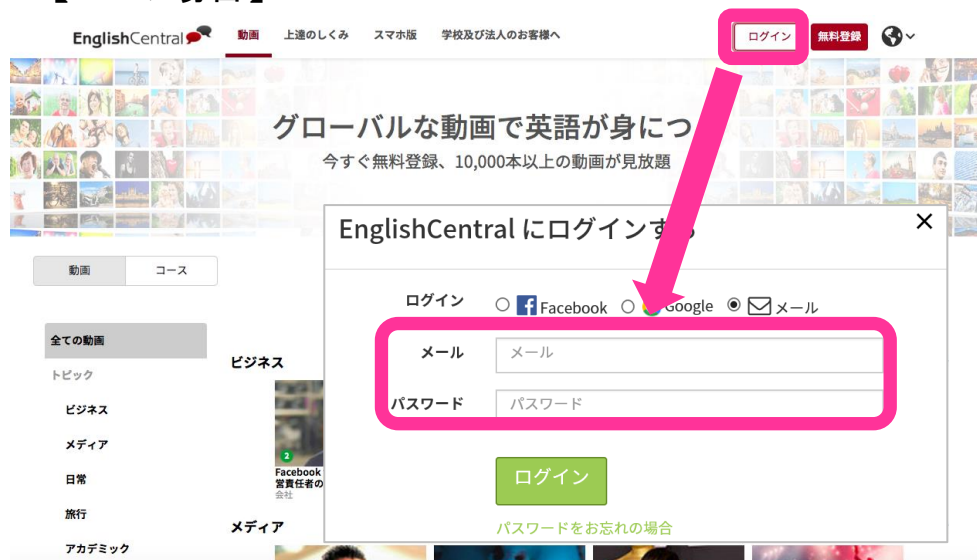 EnglishCentral 動画 上達のしくみ スマホ版 学校及び法人のお客様へ ログイン 無料登録
グローバルな動画で英語が身につ
今すぐ無料登録、10,000本以上の動画が見放題
EnglishCentral にログインす
動画 コース
ログイン Facebook Google メール
全ての動画
メール メール
ビジネス
トピック
パスワード パスワード
ビジネス
メディア
2
Facebook
日常
ログイン
営責任者の
会社
旅行
メディア
パスワードをお忘れの場合
アカデミック